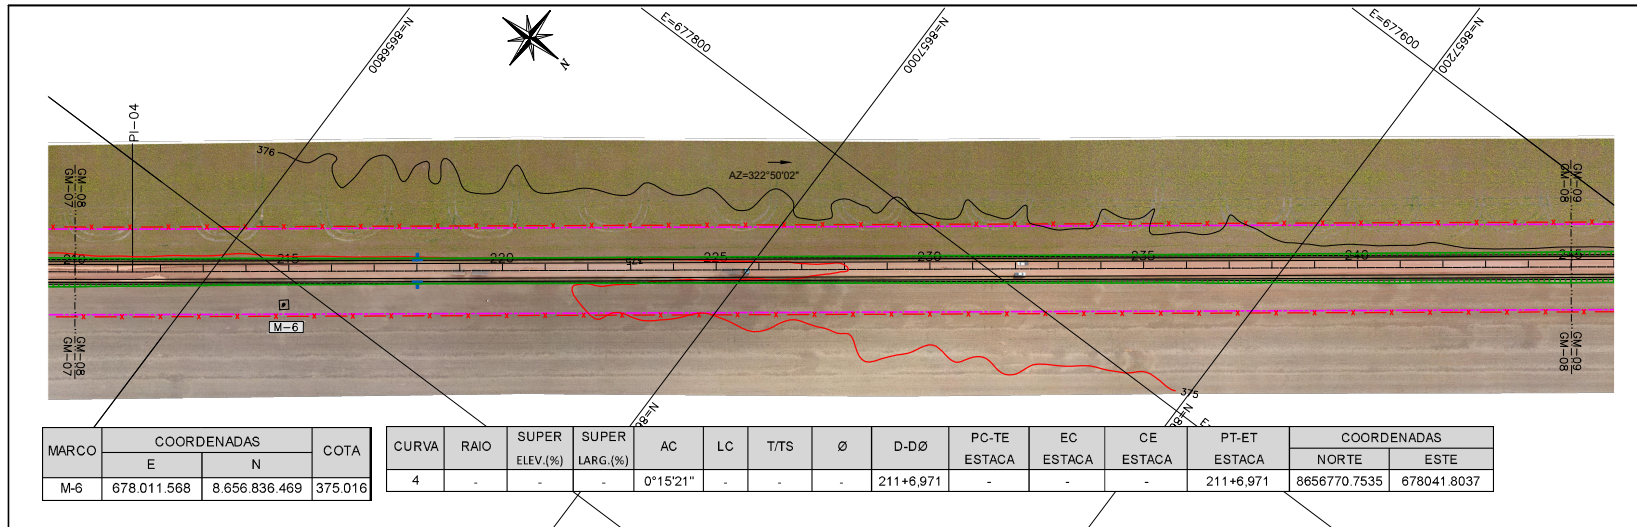 E=677800
E=677600
N=8656800
N=8657000
N=8657200
N
PI-04
376
AZ=322°50'02"
GM-08
GM-07
GM-09
GM-08
210
215
220
375
225
230
235
240
245
M-6
GM-08
GM-07
GM-09
GM-08
375
N=86
N=86
E
MARCO COORDENADAS COTA
E N
M-6 678.011.568 8.656.836.469 375.016
CURVA RAIO SUPER ELEV.(%) SUPER LARG.(%) AC LC T/TS Ø D-DØ PC-TE ESTACA EC ESTACA CE ESTACA PT-ET ESTACA COORDENADAS
NORTE ESTE
4 - - - 0°15'21" - - - 211+6,971 - - - 211+6,971 8656770.7535 678041.8037